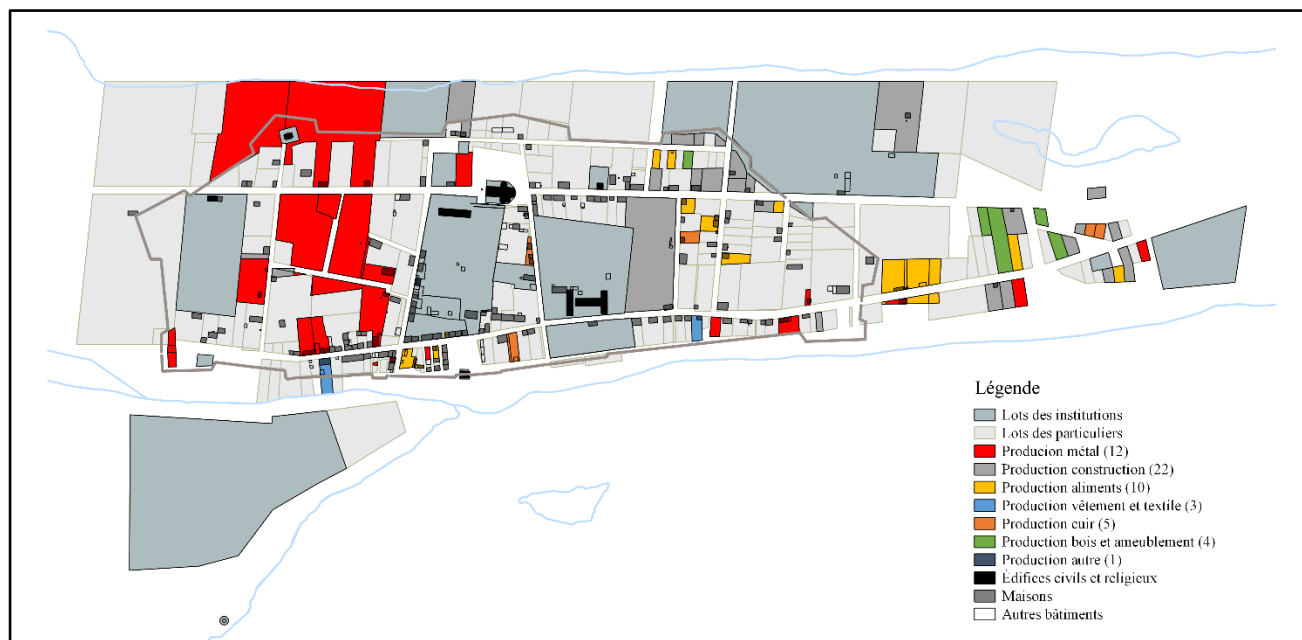 Légende
Lots des institutions
Lots des particuliers
Producion métal (12)
Production construction (22)
Production aliments (10)
Production vêtement et textile (3)
Production cuir (5)
Production bois et ameublement (4)
Production autre (1)
Édifices civils et religieux
Maisons
Autres bâtiments